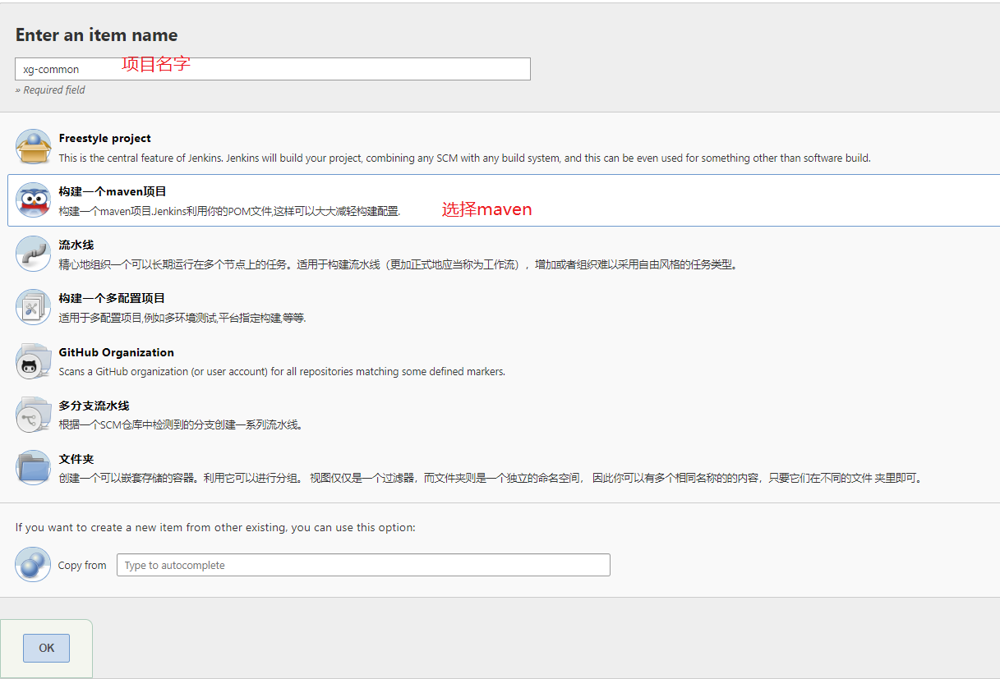 Enter an item name
xg-common 项目名字
» Required field
Freestyle project
This is the central feature of Jenkins. Jenkins will build your project, combining any SCM with any build system, and this can be even used for something other than software build.
构建一个maven项目
构建一个maven项目.Jenkins利用你的POM文件,这样可以大大减轻构建配置. 选择maven
流水线
精心地组织一个可以长期运行在多个节点上的任务。适用于构建流水线（更加正式地应当称为工作流），增加或者组织难以采用自由风格的任务类型。
构建一个多配置项目
适用于多配置项目,例如多环境测试,平台指定构建,等等.
GitHub Organization
Scans a GitHub organization (or user account) for all repositories matching some defined markers.
多分支流水线
根据一个SCM仓库中检测到的分支创建一系列流水线。
文件夹
创建一个可以嵌套存储的容器。利用它可以进行分组。 视图仅仅是一个过滤器，而文件夹则是一个独立的命名空间， 因此你可以有多个相同名称的的内容，只要它们在不同的文件 夹里即可。
If you want to create a new item from other existing, you can use this option:
Copy from Type to autocomplete
OK